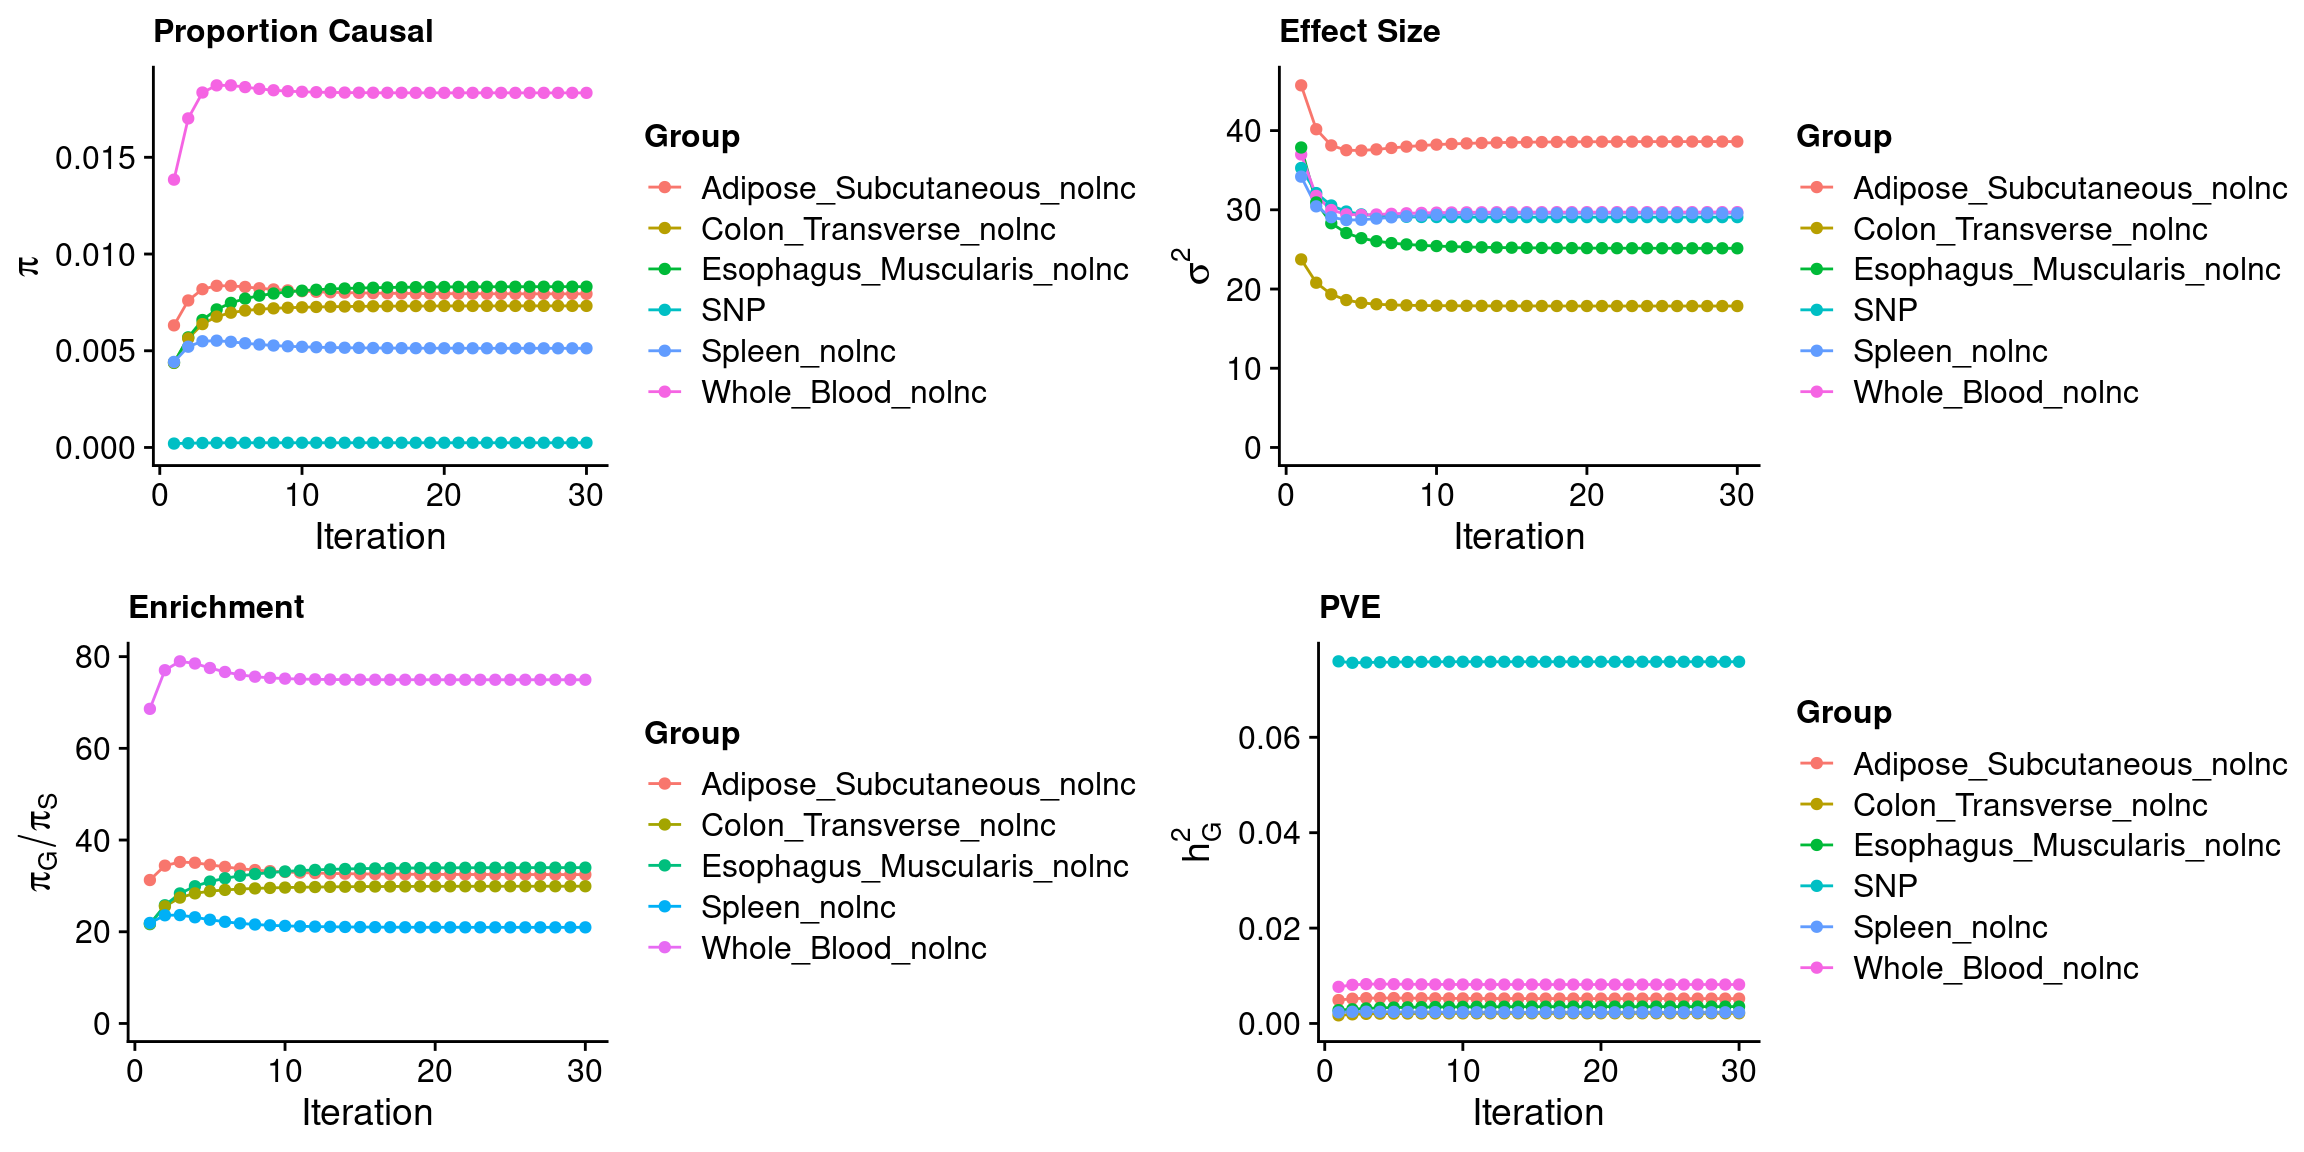 Proportion Causal
π
0.015
0.010
0.005
0.000
0 10 20 30
Iteration
Group
Adipose_Subcutaneous_nolnc
Colon_Transverse_nolnc
Esophagus_Muscularis_nolnc
SNP
Spleen_nolnc
Whole_Blood_nolnc
Effect Size
σ²
40
30
20
10
0
0 10 20 30
Iteration
Group
Adipose_Subcutaneous_nolnc
Colon_Transverse_nolnc
Esophagus_Muscularis_nolnc
SNP
Spleen_nolnc
Whole_Blood_nolnc
Enrichment
π_G/π_S
80
60
40
20
0
0 10 20 30
Iteration
Group
Adipose_Subcutaneous_nolnc
Colon_Transverse_nolnc
Esophagus_Muscularis_nolnc
Spleen_nolnc
Whole_Blood_nolnc
PVE
h²_G
0.06
0.04
0.02
0.00
0 10 20 30
Iteration
Group
Adipose_Subcutaneous_nolnc
Colon_Transverse_nolnc
Esophagus_Muscularis_nolnc
SNP
Spleen_nolnc
Whole_Blood_nolnc